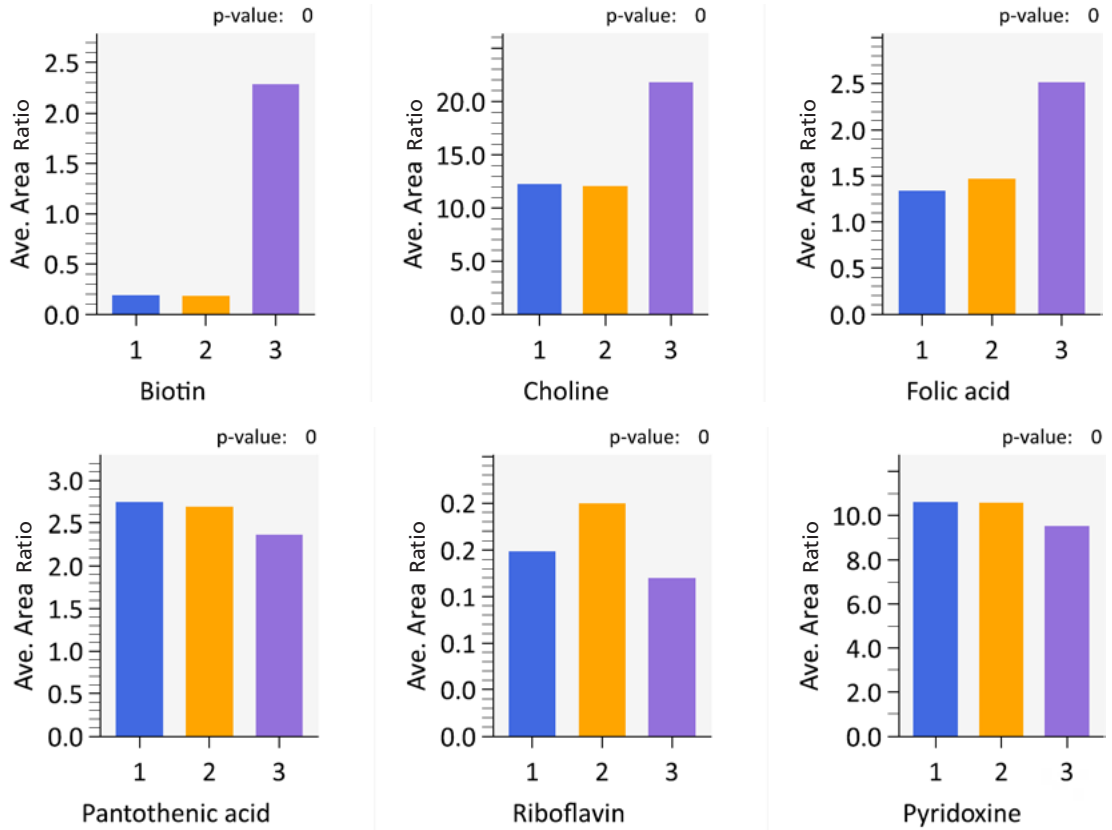 p-value: 0
Ave. Area Ratio
2.5
2.0
1.5
1.0
0.5
0.0
1 2 3
Biotin
p-value: 0
Ave. Area Ratio
20.0
15.0
10.0
5.0
0.0
1 2 3
Choline
p-value: 0
Ave. Area Ratio
2.5
2.0
1.5
1.0
0.5
0.0
1 2 3
Folic acid
p-value: 0
Ave. Area Ratio
3.0
2.5
2.0
1.5
1.0
0.5
0.0
1 2 3
Pantothenic acid
p-value: 0
Ave. Area Ratio
0.2
0.2
0.1
0.1
0.0
0.0
1 2 3
Riboflavin
p-value: 0
Ave. Area Ratio
10.0
8.0
6.0
4.0
2.0
0.0
1 2 3
Pyridoxine